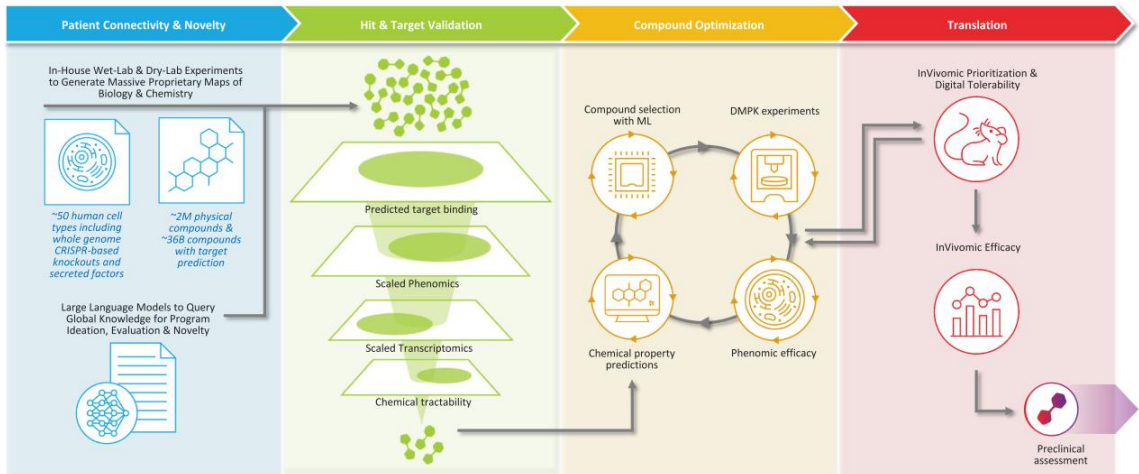 Patient Connectivity & Novelty
Hit & Target Validation
Compound Optimization
Translation
In-House Wet-Lab & Dry-Lab Experiments
to Generate Massive Proprietary Maps of
Biology & Chemistry
~50 human cell
types including
whole genome
CRISPR-based
knockouts and
secreted factors
~2M physical
compounds &
~36B compounds
with target
prediction
Large Language Models to Query
Global Knowledge for Program
Ideation, Evaluation & Novelty
Predicted target binding
Scaled Phenomics
Scaled Transcriptomics
Chemical tractability
Compound selection
with ML
DMPK experiments
Chemical property
predictions
Phenomic efficacy
InVivomic Prioritization &
Digital Tolerability
InVivomic Efficacy
Preclinical
assessment